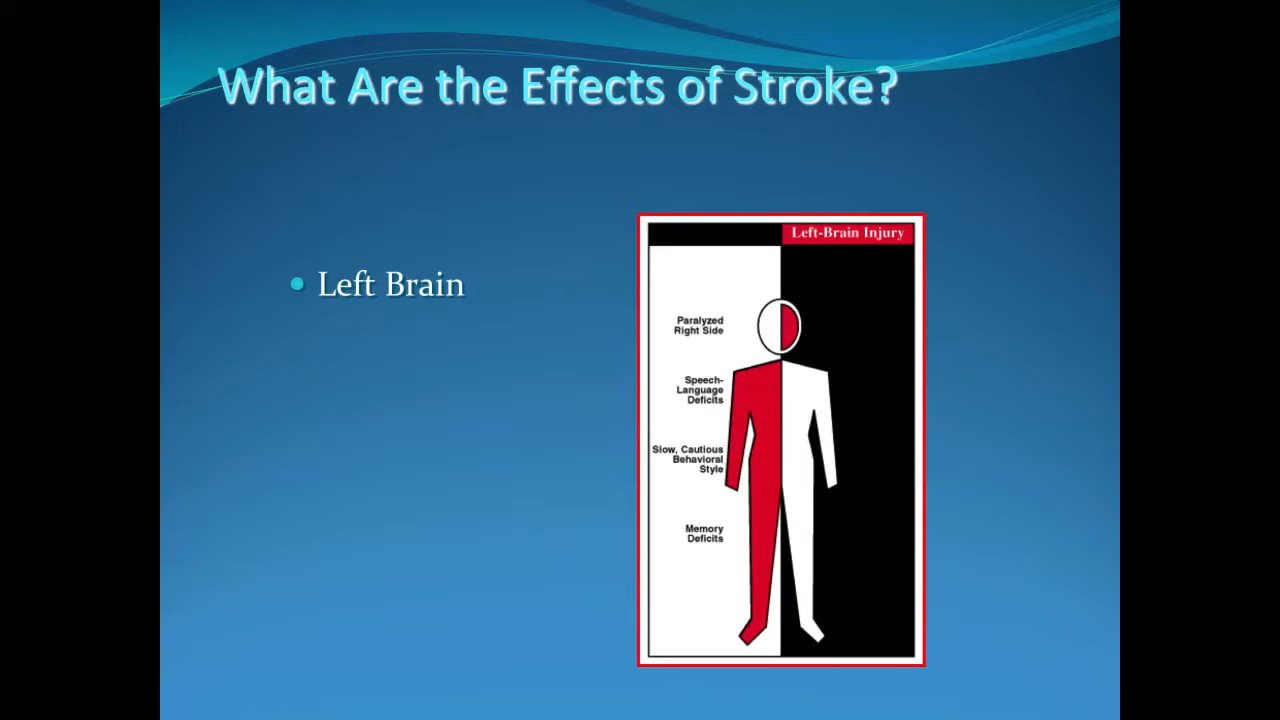 What Are the Effects of Stroke?
Left Brain
Left-Brain Injury
Paralyzed
Right Side
Speech-
Language
Deficits
Slow, Cautious
Behavioral
Style
Memory
Deficits